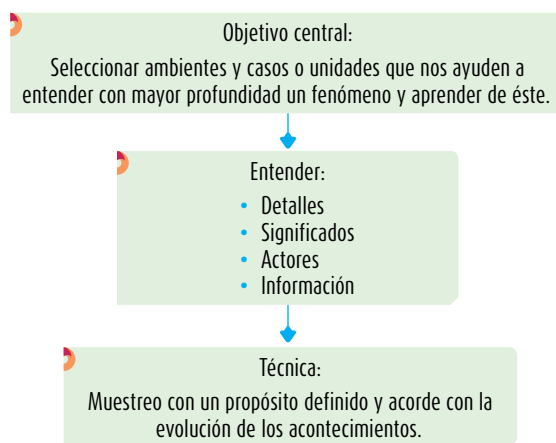 Objetivo central:
Seleccionar ambientes y casos o unidades que nos ayuden a
entender con mayor profundidad un fenómeno y aprender de éste.
Entender:
• Detalles
• Significados
• Actores
• Información
Técnica:
Muestreo con un propósito definido y acorde con la
evolución de los acontecimientos.